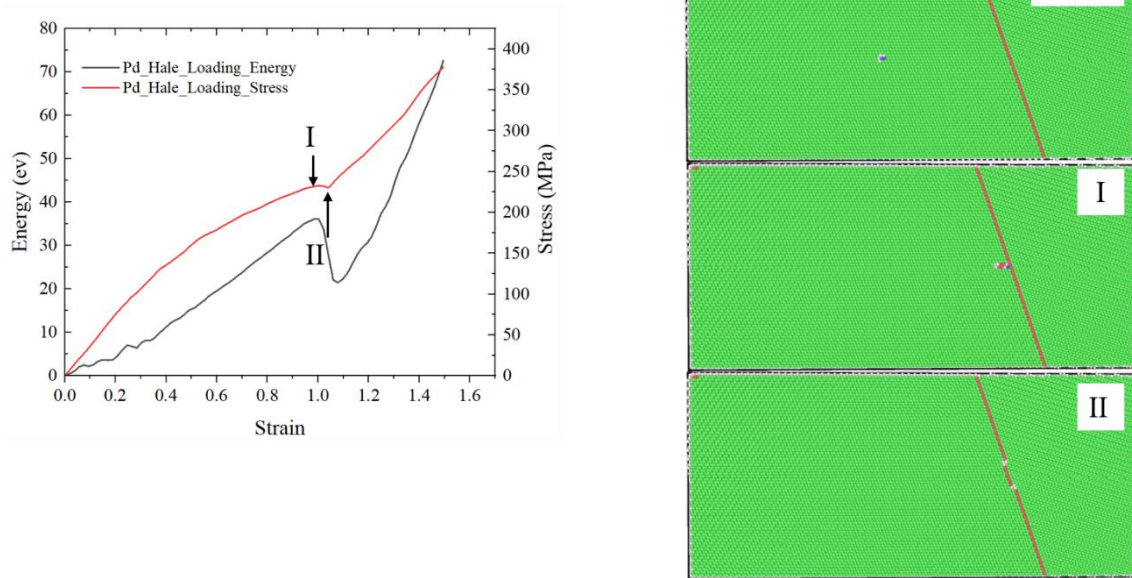 80
70
60
50
40
30
20
10
0
Energy (ev)
Pd_Hale_Loading_Energy
Pd_Hale_Loading_Stress
I
II
400
350
300
250
200
150
100
50
0
Stress (MPa)
0.0 0.2 0.4 0.6 0.8 1.0 1.2 1.4 1.6
Strain
I
II